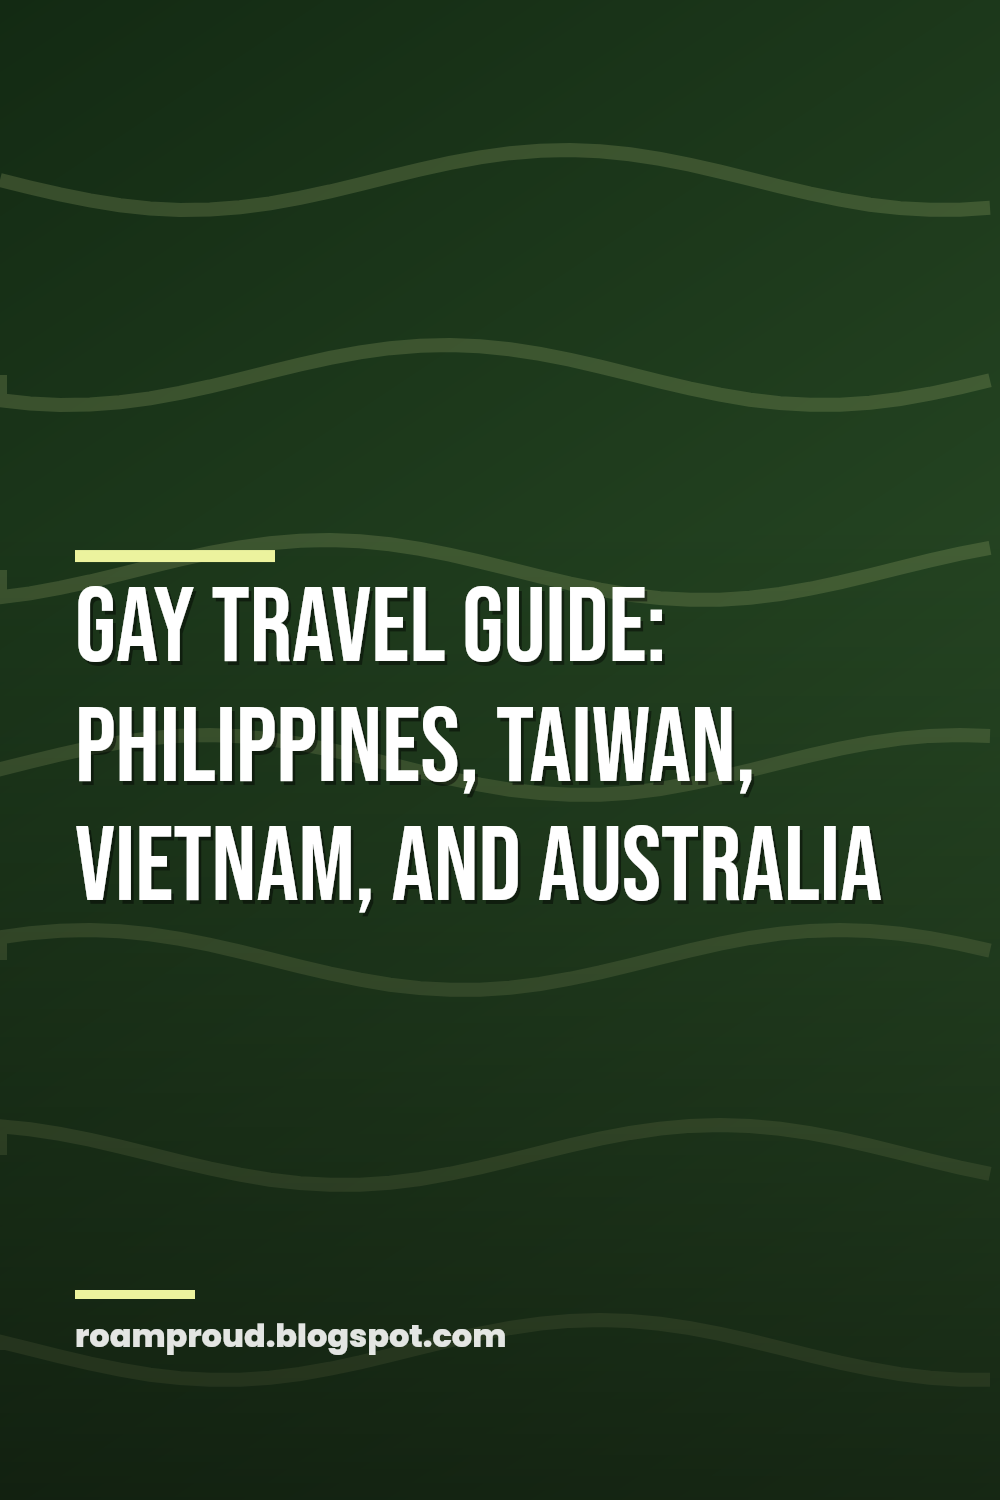 GAY TRAVEL GUIDE:
PHILIPPINES, TAIWAN,
VIETNAM, AND AUSTRALIA
roamproud.blogspot.com